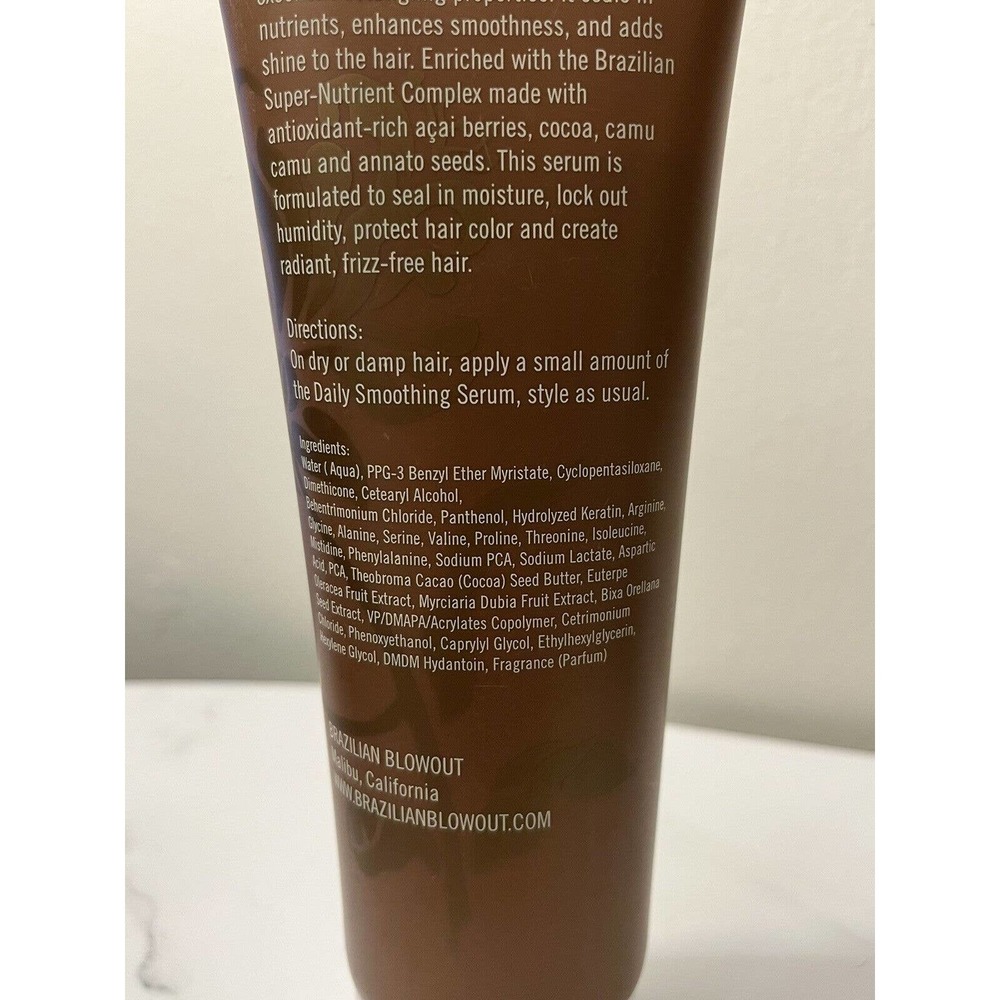 nutrients, enhances smoothness, and adds
shine to the hair. Enriched with the Brazilian
Super-Nutrient Complex made with
antioxidant-rich açai berries, cocoa, camu
camu and annato seeds. This serum is
formulated to seal in moisture, lock out
humidity, protect hair color and create
radiant, frizz-free hair.
Directions:
On dry or damp hair, apply a small amount of
the Daily Smoothing Serum, style as usual.
Ingredients:
Water ( Aqua), PPG-3 Benzyl Ether Myristate, Cyclopentasiloxane,
Dimethicone, Cetearyl Alcohol,
Behentrimonium Chloride, Panthenol, Hydrolyzed Keratin, Arginine,
Glycine, Alanine, Serine, Valine, Proline, Threonine, Isoleucine,
Mistidine, Phenylalanine, Sodium PCA, Sodium Lactate, Aspartic
Acid, PCA, Theobroma Cacao (Cocoa) Seed Butter, Euterpe
Oleracea Fruit Extract, Myrciaria Dubia Fruit Extract, Bixa Orellana
Seed Extract, VP/DMAPA/Acrylates Copolymer, Cetrimonium
Chloride, Phenoxyethanol, Caprylyl Glycol, Ethylhexylglycerin,
Hexylene Glycol, DMDM Hydantoin, Fragrance (Parfum)
BRAZILIAN BLOWOUT
Malibu, California
WWW.BRAZILIANBLOWOUT.COM